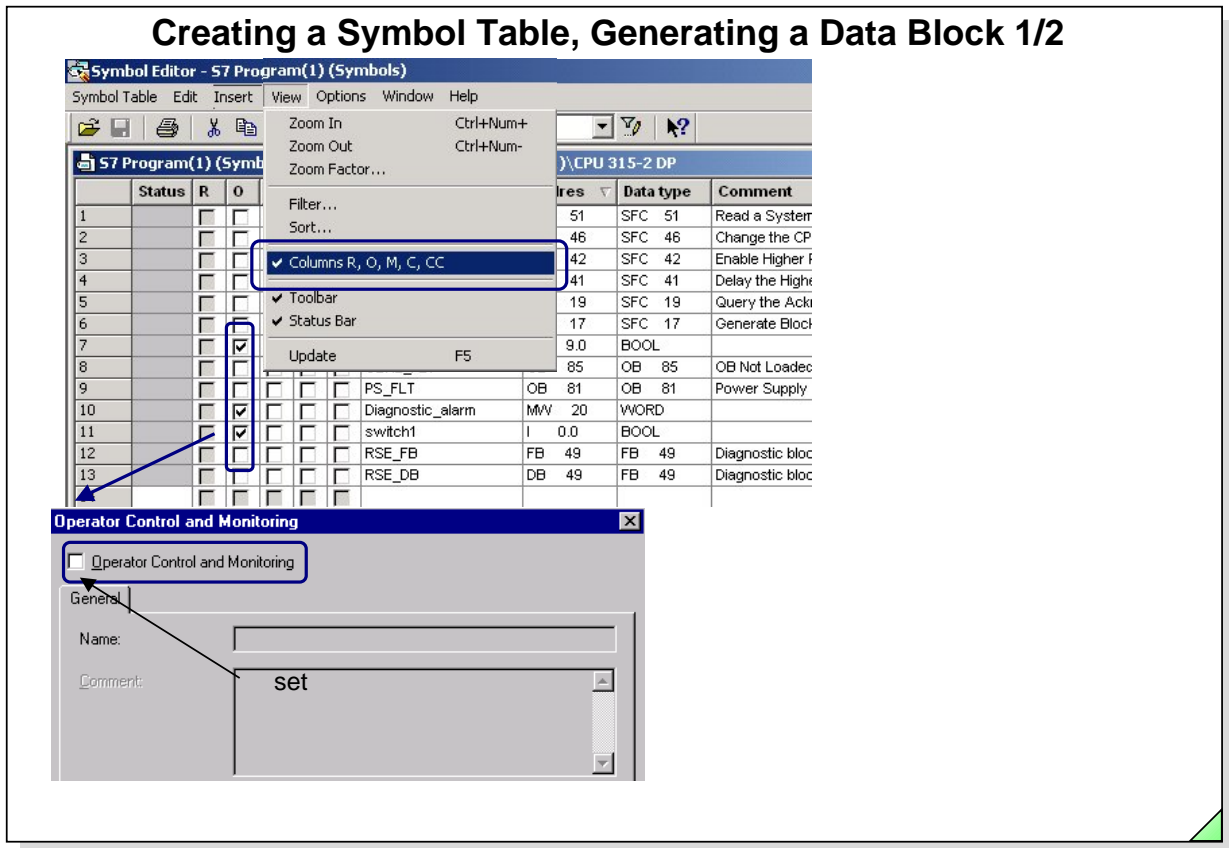 Creating a Symbol Table, Generating a Data Block 1/2
Symbol Editor - S7 Program(1) (Symbols)
Symbol Table Edit Insert View Options Window Help
Zoom In Ctrl+Num+
Zoom Out Ctrl+Num-
Zoom Factor...
Filter...
Sort...
Columns R, O, M, C, CC
Toolbar
Status Bar
Update F5
S7 Program(1) (Symb )\CPU 315-2 DP
Status R O dres Data type Comment
1 51 SFC 51 Read a System
2 46 SFC 46 Change the CP
3 42 SFC 42 Enable Higher
4 41 SFC 41 Delay the Highe
5 19 SFC 19 Query the Ackn
6 17 SFC 17 Generate Block
7 9.0 BOOL
8 85 OB 85 OB Not Loaded
9 PS_FLT OB 81 OB 81 Power Supply
10 Diagnostic_alarm MW 20 WORD
11 switch1 I 0.0 BOOL
12 RSE_FB FB 49 FB 49 Diagnostic bloc
13 RSE_DB DB 49 FB 49 Diagnostic bloc
Operator Control and Monitoring
Operator Control and Monitoring
General
Name:
Comment:
set